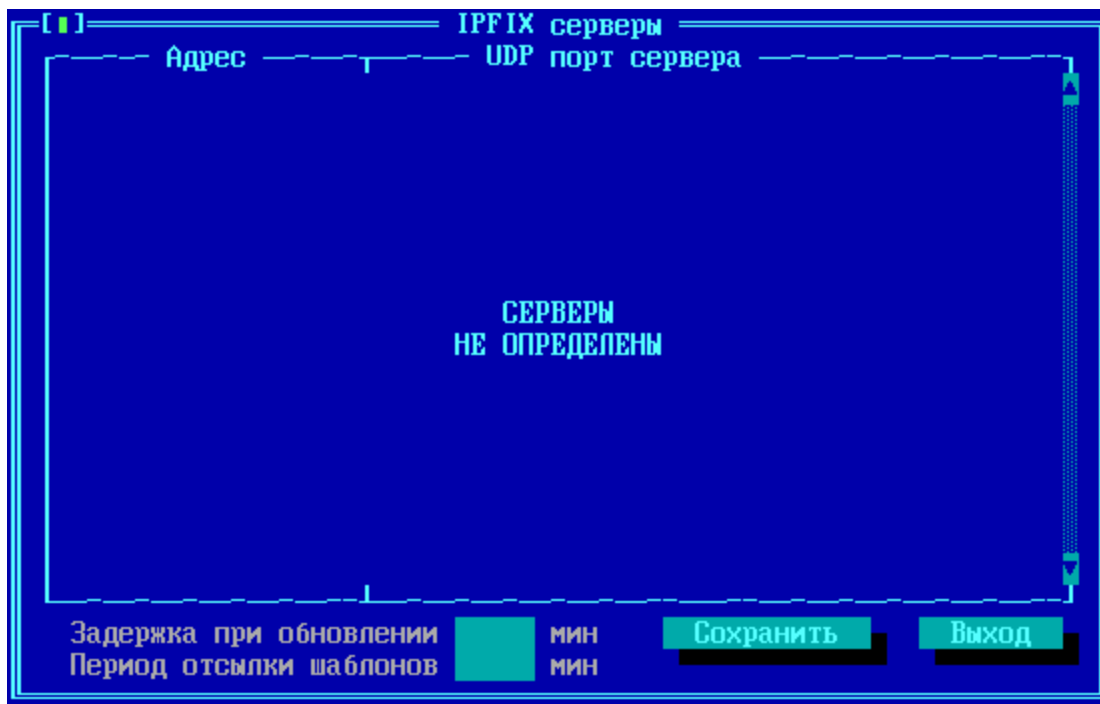 IPFIX серверы
Адрес UDP порт сервера
СЕРВЕРЫ
НЕ ОПРЕДЕЛЕНЫ
Задержка при обновлении мин Сохранить Выход
Период отсылки шаблонов мин